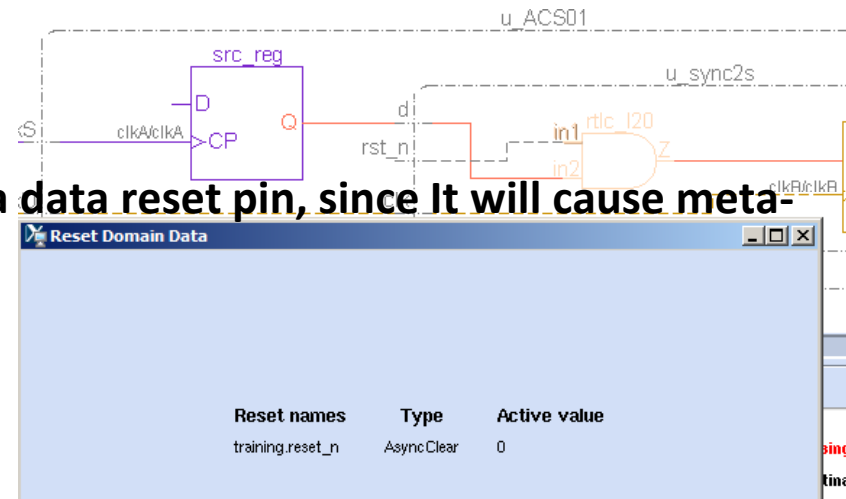 u_ACS01
src_reg
u_sync2s
D
Q
d
clkA/clkA
CP
rst_n
in1
rtlc_I20
in2
Z
clkB/clkB
a data reset pin, since It will cause meta-
Reset Domain Data
Reset names Type Active value
training.reset_n AsyncClear 0